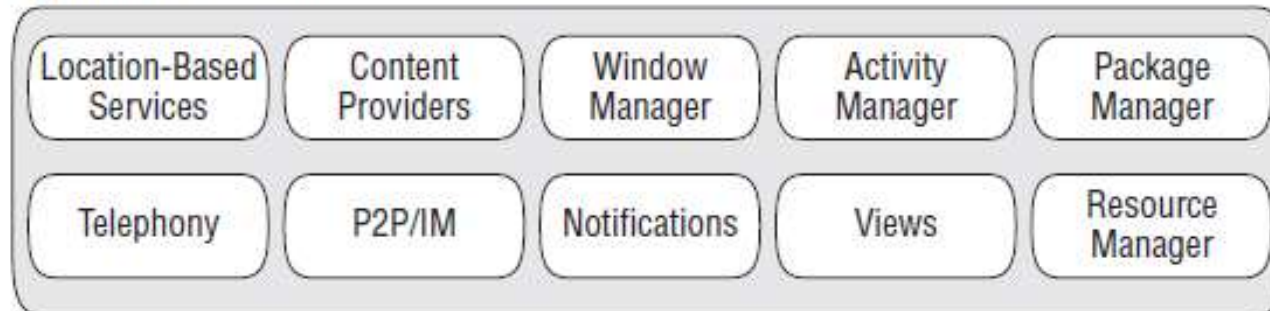 Location-Based
Services
Content
Providers
Window
Manager
Activity
Manager
Package
Manager
Telephony
P2P/IM
Notifications
Views
Resource
Manager